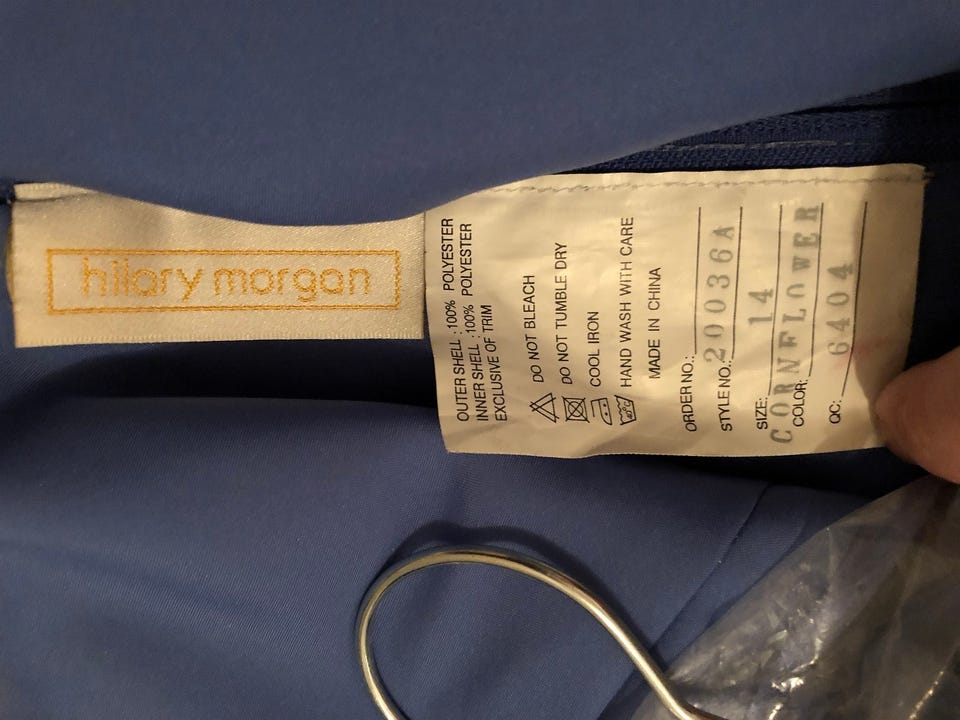 hilary morgan
OUTER SHELL :100% POLYESTER
INNER SHELL :100% POLYESTER
EXCLUSIVE OF TRIM
DO NOT BLEACH
DO NOT TUMBLE DRY
COOL IRON
HAND WASH WITH CARE
MADE IN CHINA
ORDER NO.:
STYLE NO.: 20036A
SIZE: 14
COLOR: CORNFLOWER
QC: 6404